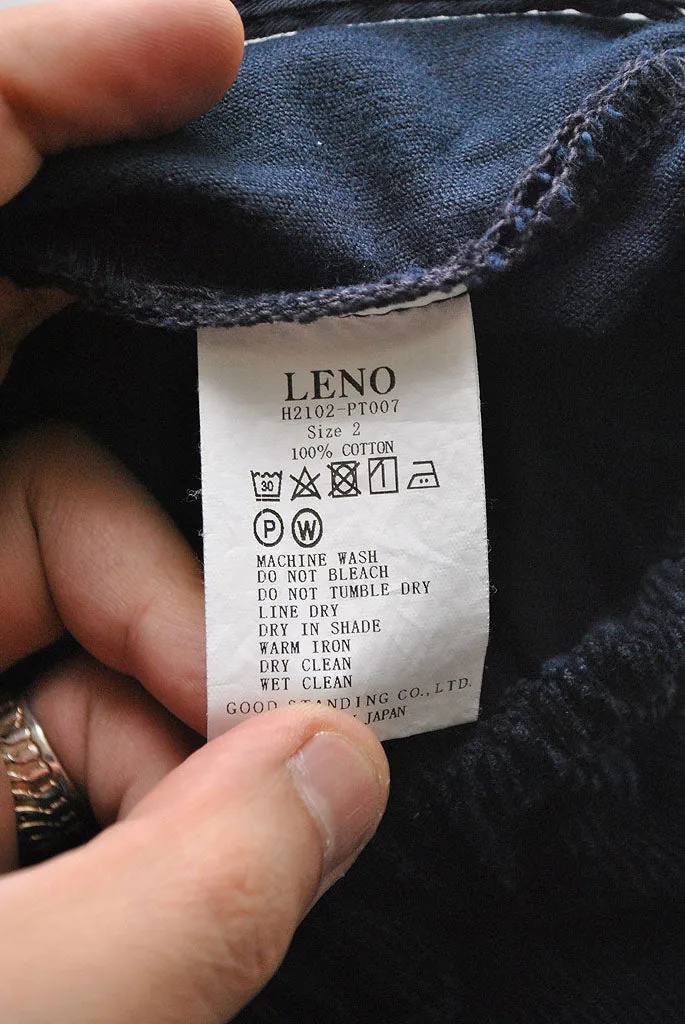 LENO
H2102-PT007
Size 2
100% COTTON
30
P W
MACHINE WASH
DO NOT BLEACH
DO NOT TUMBLE DRY
LINE DRY
DRY IN SHADE
WARM IRON
DRY CLEAN
WET CLEAN
GOOD STANDING CO., LTD.
JAPAN